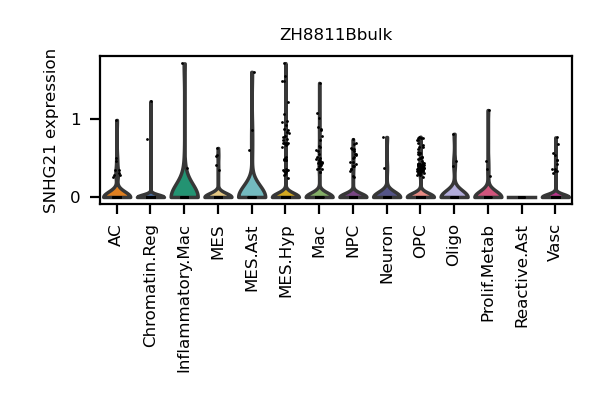 ZH8811Bbulk
SNHG21 expression
1
0
AC
Chromatin.Reg
Inflammatory.Mac
MES
MES.Ast
MES.Hyp
Mac
NPC
Neuron
OPC
Oligo
Prolif.Metab
Reactive.Ast
Vasc